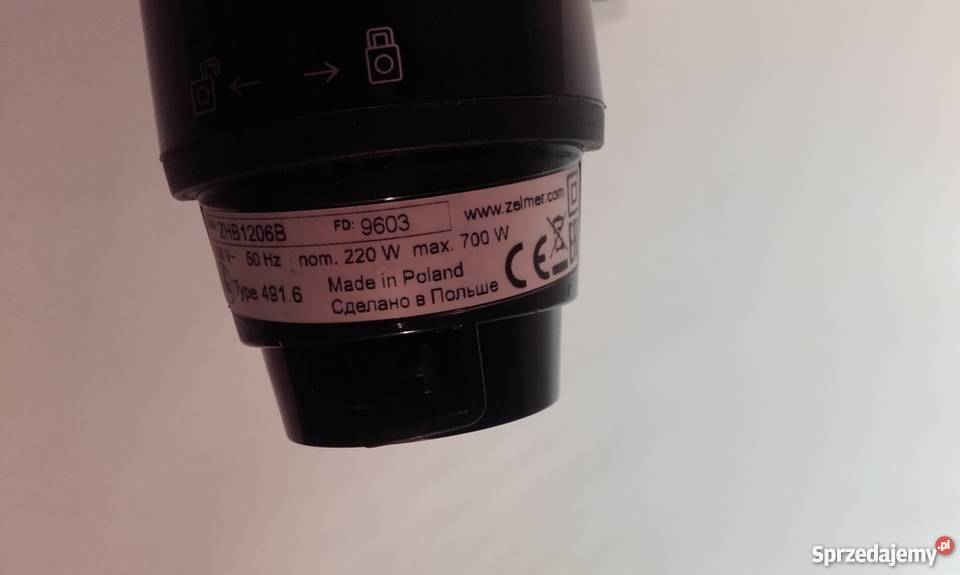 ZHB1206B FD: 9603 www.zelmer.com
V~ 50 Hz nom. 220 W max. 700 W
Type 491.6 Made in Poland
Сделано в Польше
CE
Sprzedajemy.pl